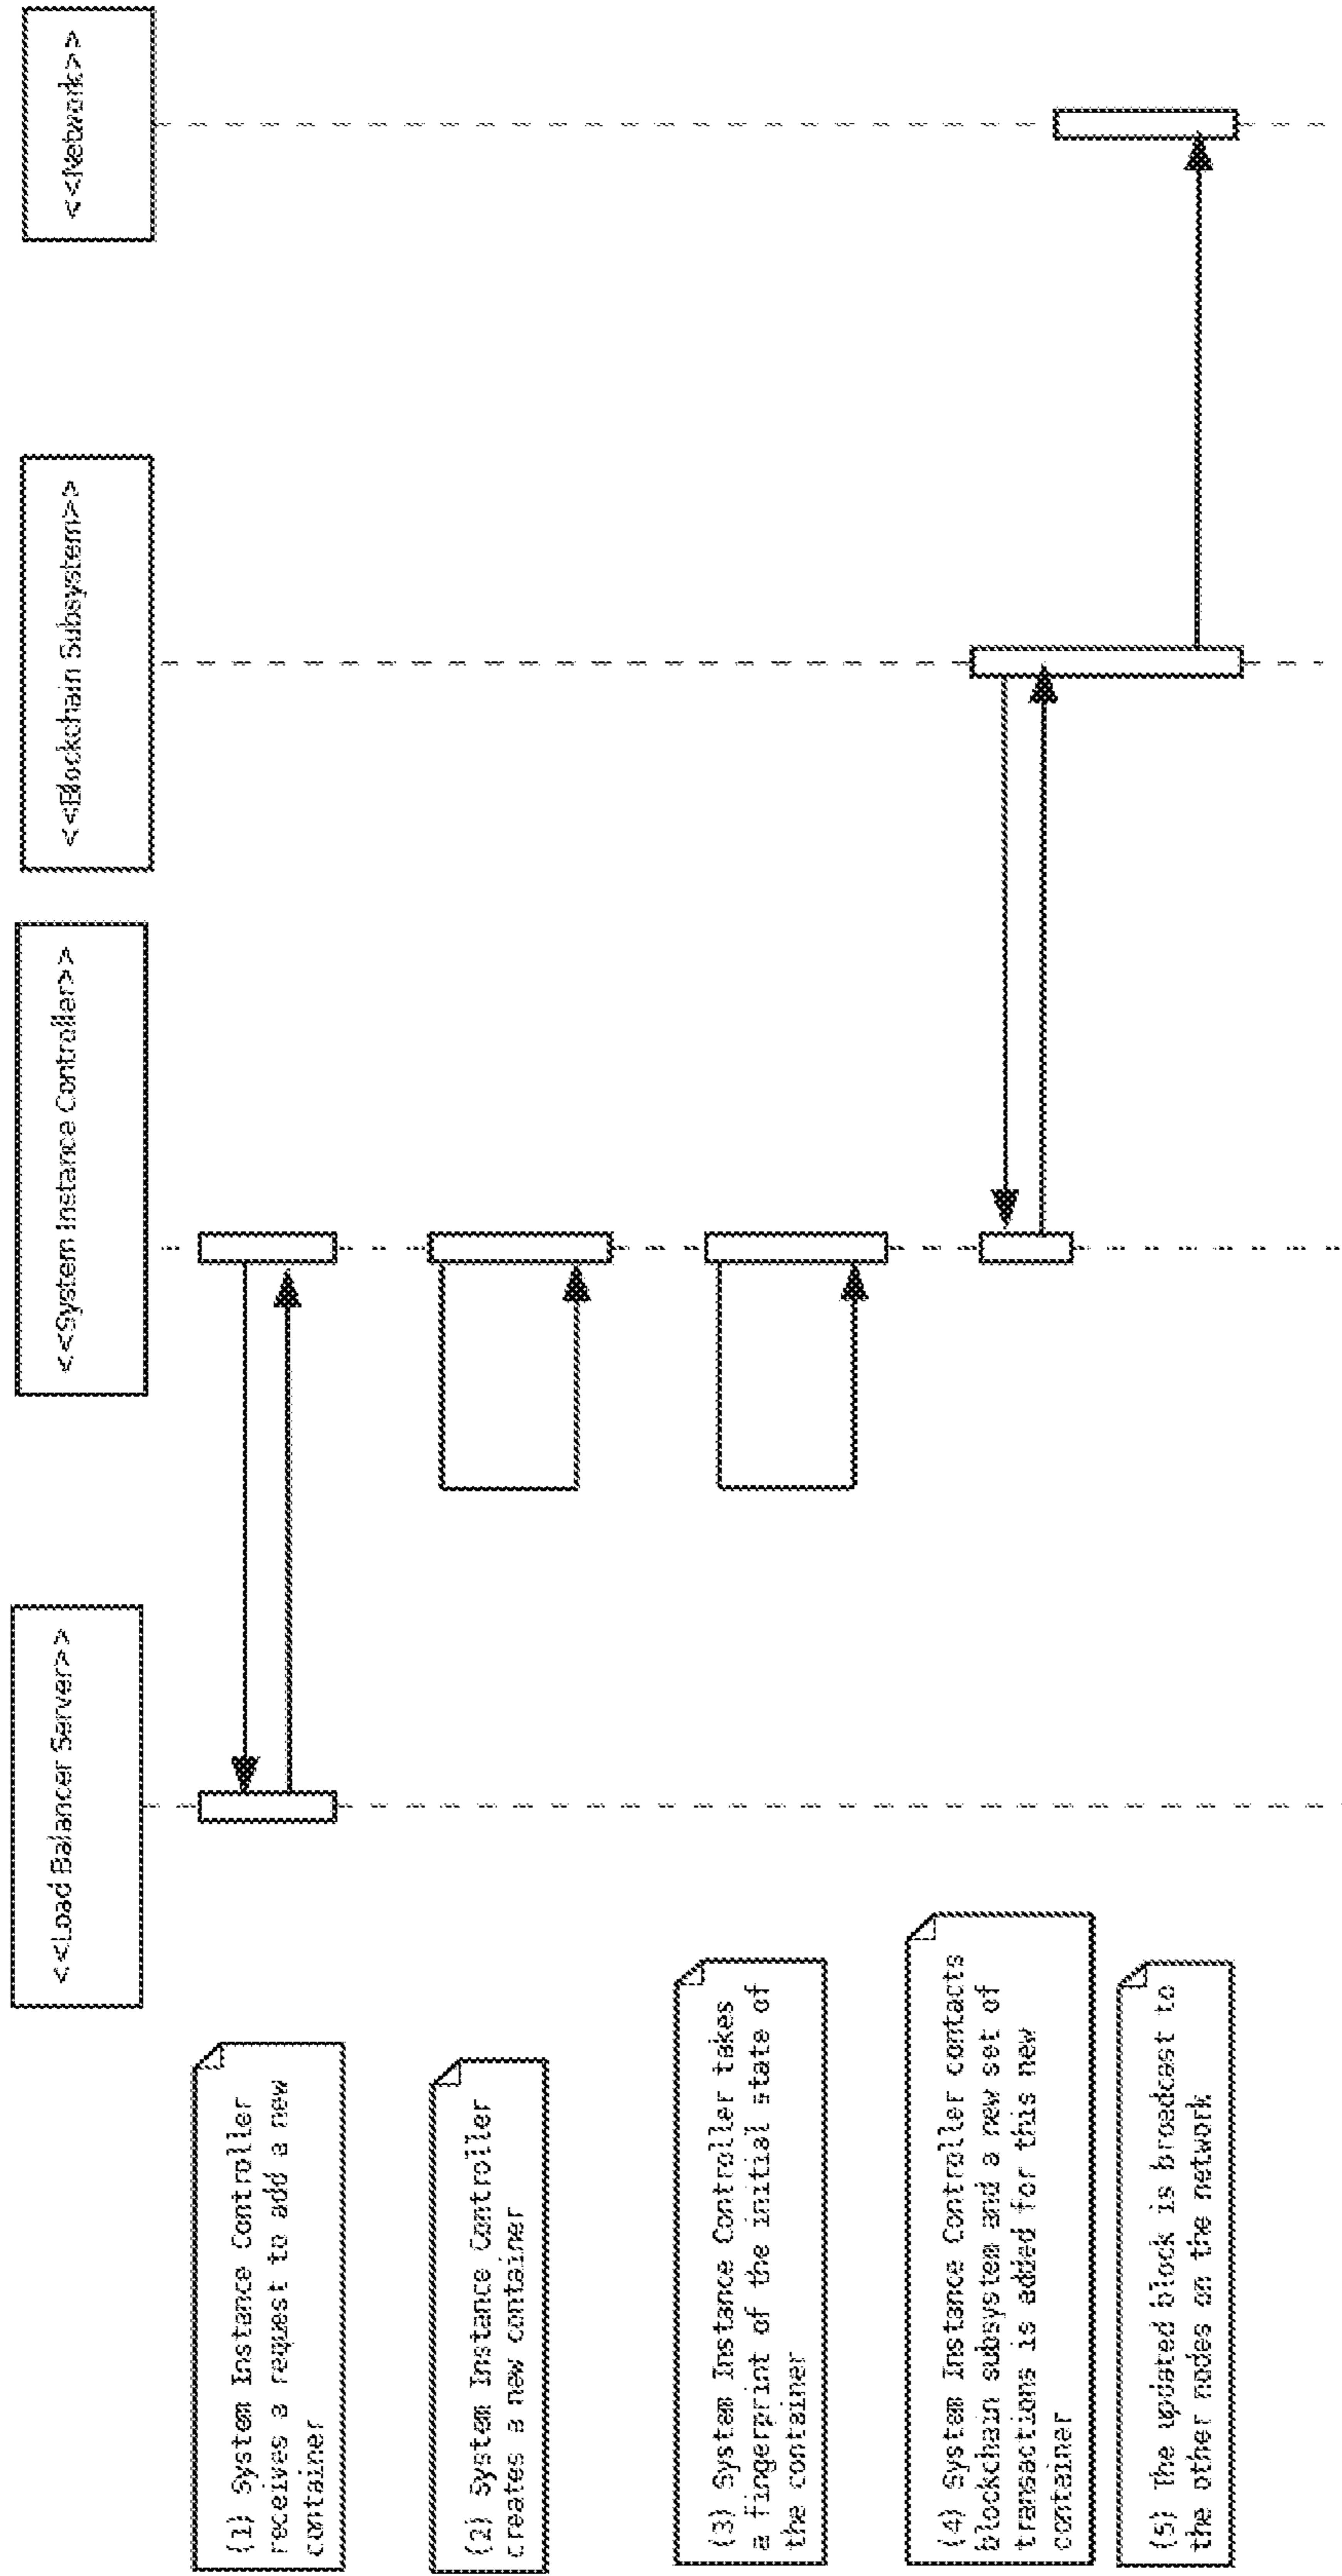 <<Load Balancer Server>>
<<System Instance Controller>>
<<Blockchain Subsystem>>
<<Network>>
(1) System Instance Controller
receives a request to add a new
container
(2) System Instance Controller
creates a new container
(3) System Instance Controller takes
a fingerprint of the initial state of
the container
(4) System Instance Controller contacts
blockchain subsystem and a new set of
transactions is added for this new
container
(5) The updated block is broadcast to
the other nodes on the network